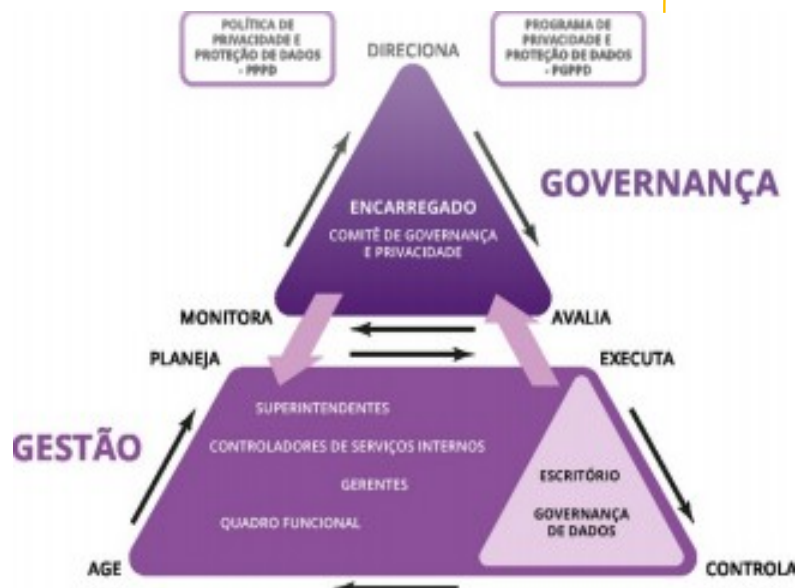 POLÍTICA DE
PRIVACIDADE E
PROTEÇÃO DE DADOS
- PPPD
DIRECIONA
PROGRAMA DE
PRIVACIDADE E
PROTEÇÃO DE DADOS
- PGPPD
GOVERNANÇA
ENCARREGADO
COMITÊ DE GOVERNANÇA
E PRIVACIDADE
MONITORA
AVALIA
PLANEJA
EXECUTA
GESTÃO
SUPERINTENDENTES
CONTROLADORES DE SERVIÇOS INTERNOS
GERENTES
QUADRO FUNCIONAL
ESCRITÓRIO
GOVERNANÇA
DE DADOS
AGE
CONTROLA